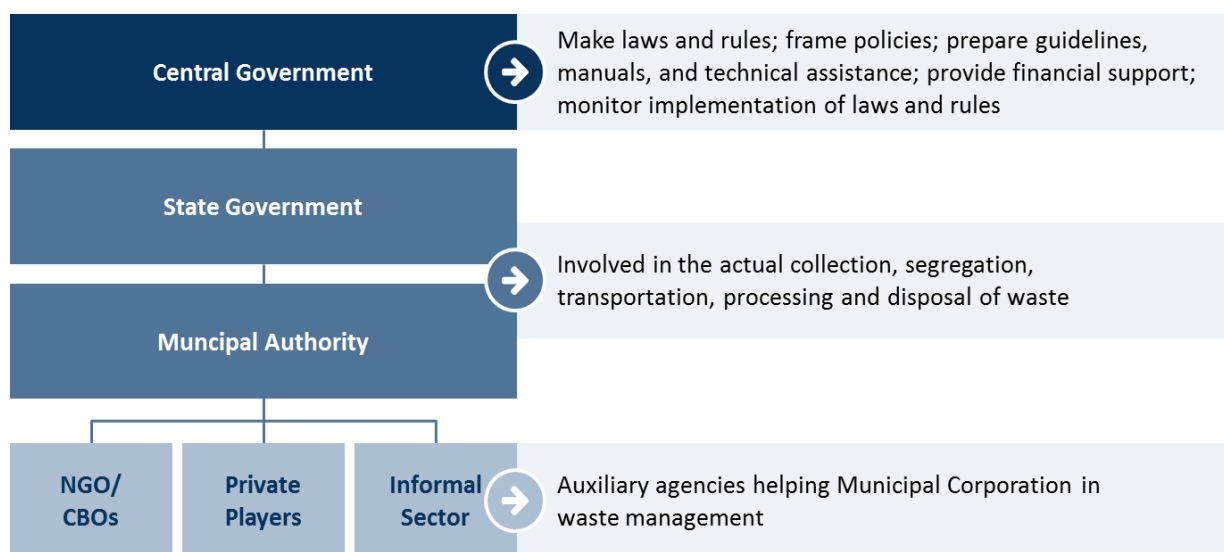 Central Government
Make laws and rules; frame policies; prepare guidelines,
manuals, and technical assistance; provide financial support;
monitor implementation of laws and rules
State Government
Involved in the actual collection, segregation,
transportation, processing and disposal of waste
Muncipal Authority
NGO/
CBOs
Private
Players
Informal
Sector
Auxiliary agencies helping Municipal Corporation in
waste management